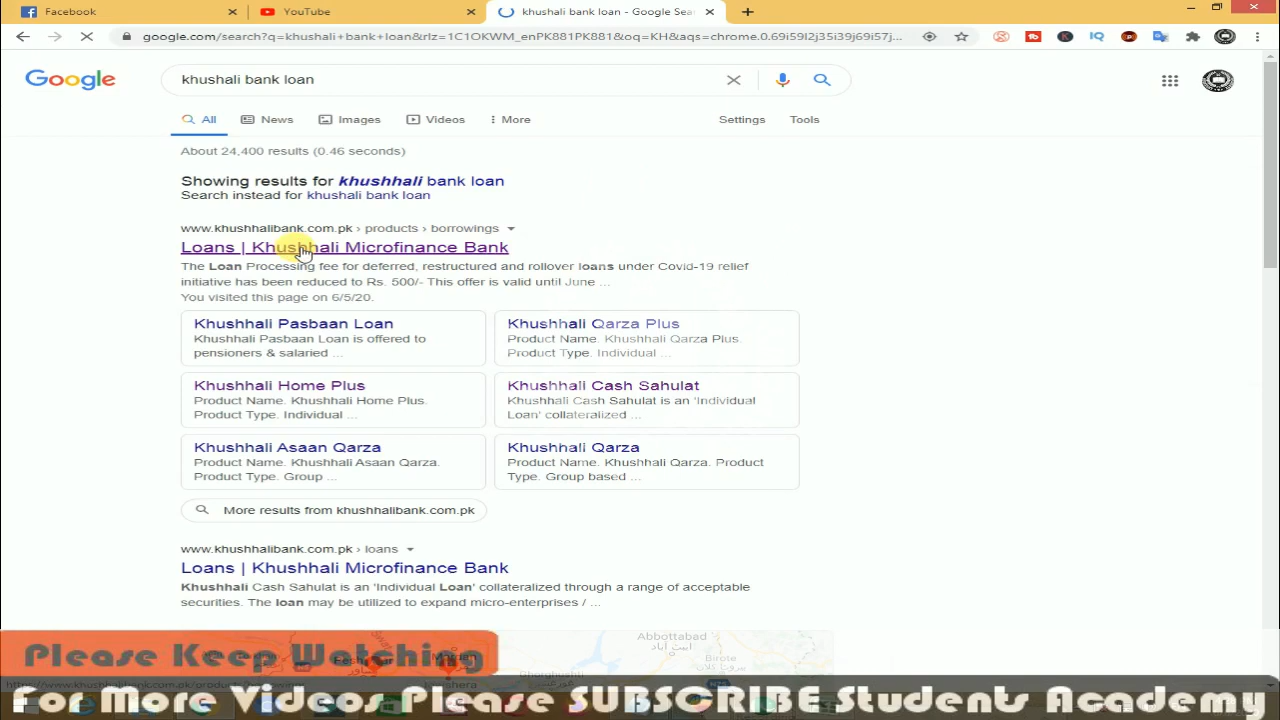 Facebook
YouTube
khushali bank loan - Google Sea
google.com/search?q=khushali+bank+loan&rlz=1C1OKWM_enPK881PK881&oq=KH&aqs=chrome.0.69i59l2j35i39j69i57j...
Google
khushali bank loan
All
News
Images
Videos
More
Settings
Tools
About 24,400 results (0.46 seconds)
Showing results for khushhali bank loan
Search instead for khushali bank loan
www.khushhalibank.com.pk › products › borrowings
Loans | Khushhali Microfinance Bank
The Loan Processing fee for deferred, restructured and rollover loans under Covid-19 relief
initiative has been reduced to Rs. 500/- This offer is valid until June ...
You visited this page on 6/5/20.
Khushhali Pasbaan Loan
Khushhali Pasbaan Loan is offered to
pensioners & salaried ...
Khushhali Qarza Plus
Product Name. Khushhali Qarza Plus.
Product Type. Individual ...
Khushhali Home Plus
Product Name. Khushhali Home Plus.
Product Type. Individual ...
Khushhali Cash Sahulat
Khushhali Cash Sahulat is an 'Individual
Loan' collateralized ...
Khushhali Asaan Qarza
Product Name. Khushhali Asaan Qarza.
Product Type. Group ...
Khushhali Qarza
Product Name. Khushhali Qarza. Product
Type. Group based ...
More results from khushhalibank.com.pk
www.khushhalibank.com.pk › loans
Loans | Khushhali Microfinance Bank
Khushhali Cash Sahulat is an 'Individual Loan' collateralized through a range of acceptable
securities. The loan may be utilized to expand micro-enterprises / ...
Abbottabad
ایبٹ آباد
Birote
بیروٹ کلاں
Please Keep Watching
For More Videos Please SUBSCRIBE Students Academy